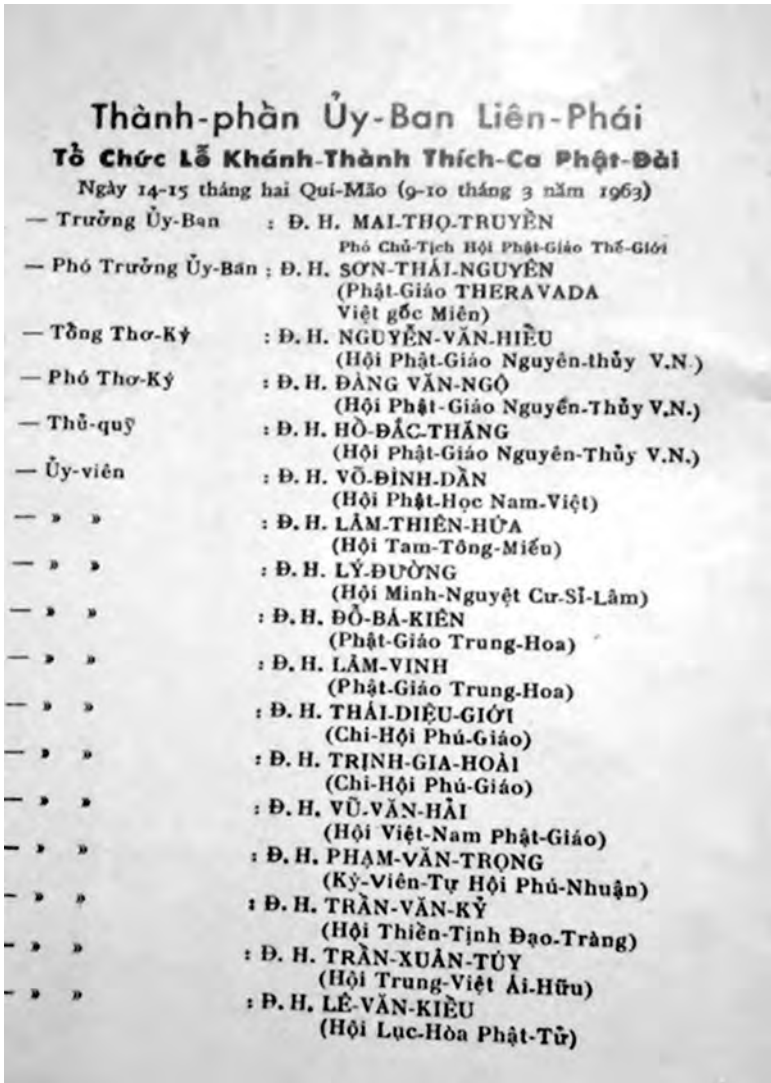 Thành-phần Ủy-Ban Liên-Phái
Tổ Chức Lễ Khánh-Thành Thích-Ca Phật-Đài
Ngày 14-15 tháng hai Quí-Mão (9-10 tháng 3 năm 1963)
— Trưởng Ủy-Ban : Đ. H. MAI-THỌ-TRUYỀN
Phó Chủ-Tịch Hội Phật-Giáo Thế-Giới
— Phó Trưởng Ủy-Ban : Đ. H. SƠN-THÁI-NGUYÊN
(Phật-Giáo THERAVADA
Việt gốc Miên)
— Tổng Thơ-Ký : Đ. H. NGUYỄN-VĂN-HIỀU
(Hội Phật-Giáo Nguyên-thủy V.N.)
— Phó Thơ-Ký : Đ. H. ĐÀNG VĂN-NGỘ
(Hội Phật-Giáo Nguyên-Thủy V.N.)
— Thủ-quỹ : Đ. H. HỒ-ĐẮC-THĂNG
(Hội Phật-Giáo Nguyên-Thủy V.N.)
— Ủy-viên : Đ. H. VÕ-ĐÌNH-DẦN
(Hội Phật-Học Nam-Việt)
— » » : Đ. H. LÂM-THIÊN-HỨA
(Hội Tam-Tông-Miếu)
— » » : Đ. H. LÝ-ĐƯỜNG
(Hội Minh-Nguyệt Cư-Sĩ-Lâm)
— » » : Đ. H. ĐỖ-BÁ-KIÊN
(Phật-Giáo Trung-Hoa)
— » » : Đ. H. LÂM-VINH
(Phật-Giáo Trung-Hoa)
— » » : Đ. H. THÁI-DIỆU-GIỚI
(Chi-Hội Phú-Giáo)
— » » : Đ. H. TRỊNH-GIA-HOÀI
(Chi-Hội Phú-Giáo)
— » » : Đ. H. VŨ-VĂN-HẢI
(Hội Việt-Nam Phật-Giáo)
— » » : Đ. H. PHẠM-VĂN-TRỌNG
(Kỳ-Viên-Tự Hội Phú-Nhuận)
— » » : Đ. H. TRẦN-VĂN-KỶ
(Hội Thiền-Tịnh Đạo-Tràng)
— » » : Đ. H. TRẦN-XUÂN-TÚY
(Hội Trung-Việt Ái-Hữu)
— » » : Đ. H. LÊ-VĂN-KIỀU
(Hội Lục-Hòa Phật-Tử)